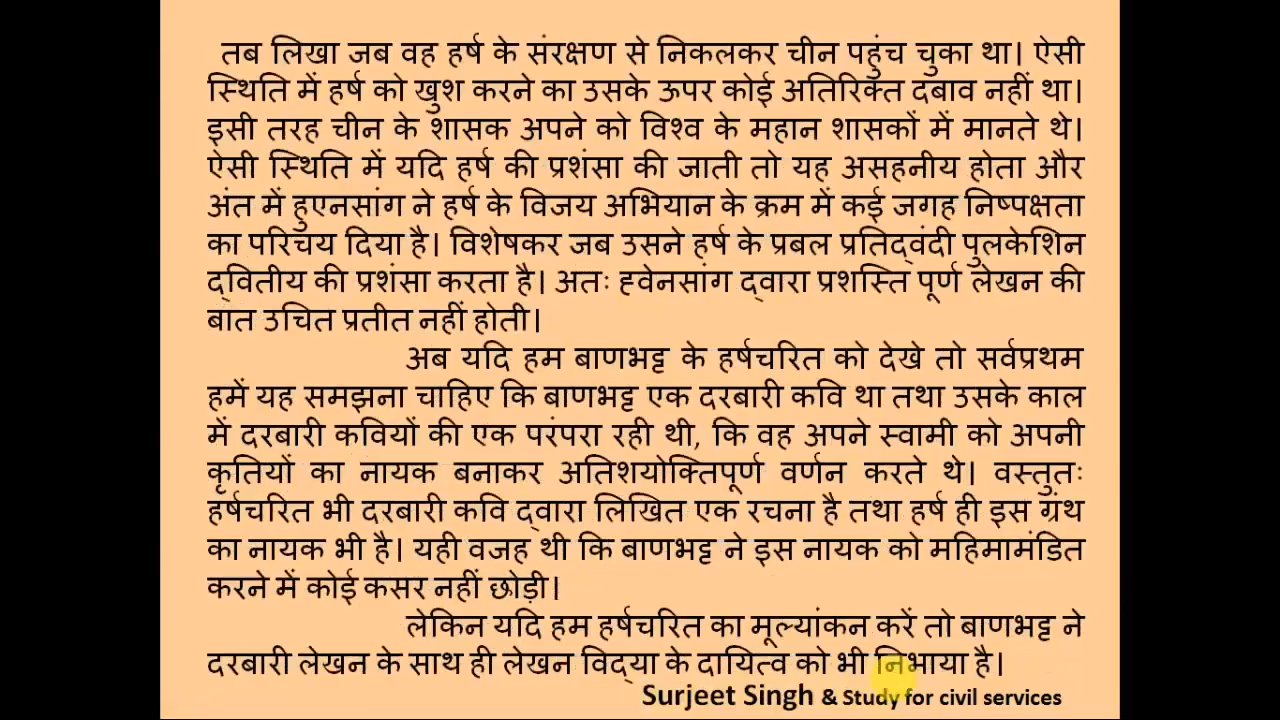 तब लिखा जब वह हर्ष के संरक्षण से निकलकर चीन पहुंच चुका था। ऐसी
स्थिति में हर्ष को खुश करने का उसके ऊपर कोई अतिरिक्त दबाव नहीं था।
इसी तरह चीन के शासक अपने को विश्व के महान शासकों में मानते थे।
ऐसी स्थिति में यदि हर्ष की प्रशंसा की जाती तो यह असहनीय होता और
अंत में हुएनसांग ने हर्ष के विजय अभियान के क्रम में कई जगह निष्पक्षता
का परिचय दिया है। विशेषकर जब उसने हर्ष के प्रबल प्रतिद्वंदी पुलकेशिन
द्वितीय की प्रशंसा करता है। अतः ह्वेनसांग द्वारा प्रशस्ति पूर्ण लेखन की
बात उचित प्रतीत नहीं होती।
अब यदि हम बाणभट्ट के हर्षचरित को देखे तो सर्वप्रथम
हमें यह समझना चाहिए कि बाणभट्ट एक दरबारी कवि था तथा उसके काल
में दरबारी कवियों की एक परंपरा रही थी, कि वह अपने स्वामी को अपनी
कृतियों का नायक बनाकर अतिशयोक्तिपूर्ण वर्णन करते थे। वस्तुतः
हर्षचरित भी दरबारी कवि द्वारा लिखित एक रचना है तथा हर्ष ही इस ग्रंथ
का नायक भी है। यही वजह थी कि बाणभट्ट ने इस नायक को महिमामंडित
करने में कोई कसर नहीं छोड़ी।
लेकिन यदि हम हर्षचरित का मूल्यांकन करें तो बाणभट्ट ने
दरबारी लेखन के साथ ही लेखन विद्या के दायित्व को भी निभाया है।
Surjeet Singh & Study for civil services